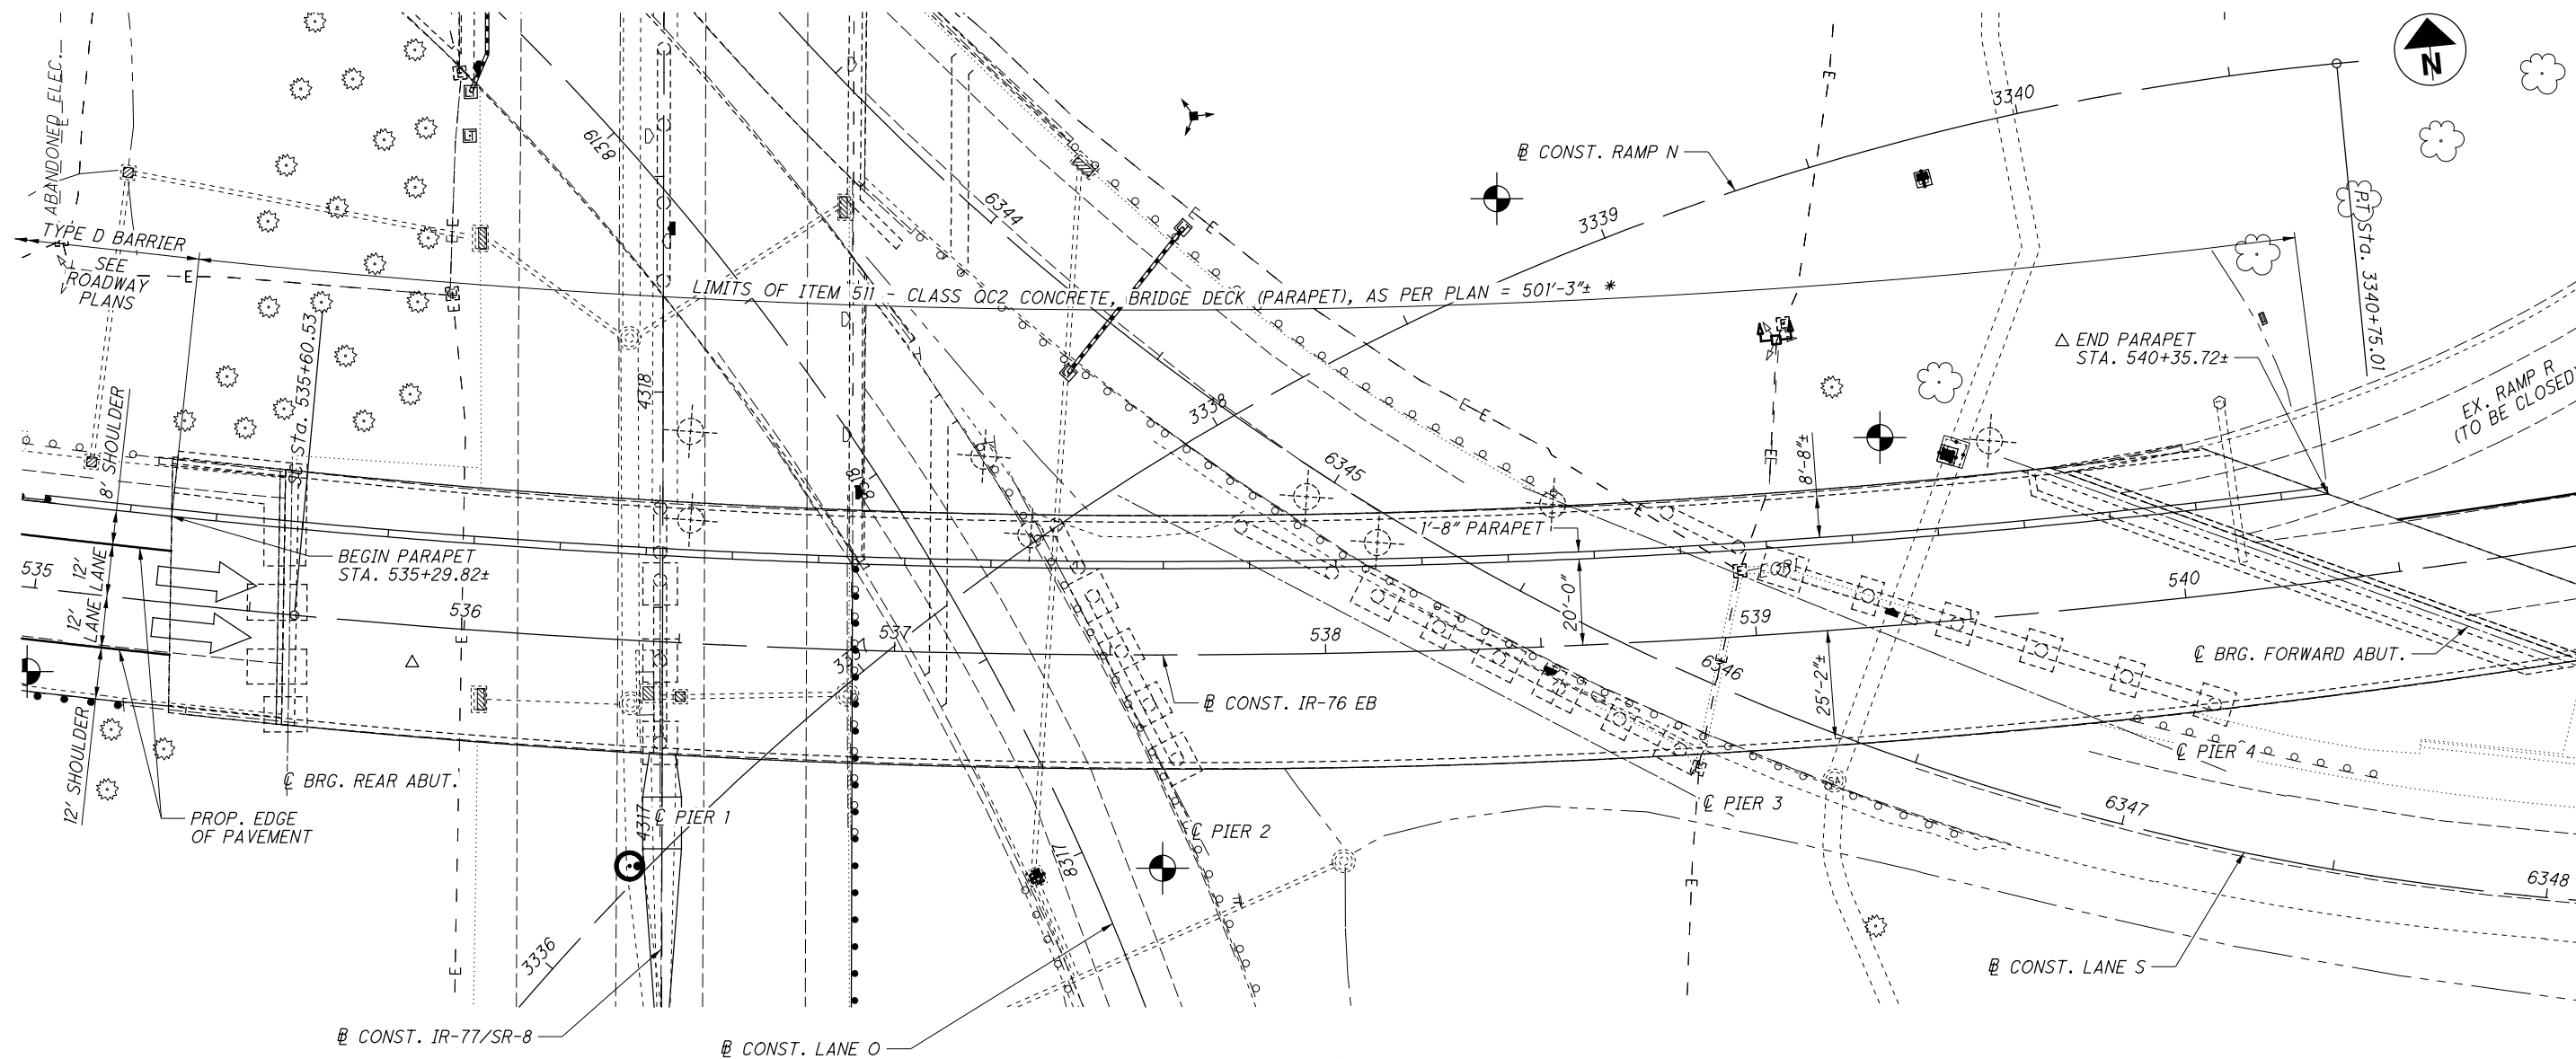 ABANDONED ELEC.
N
3340
8319
℄ CONST. RAMP N
6344
3339
P.T Sta. 3340+75.01
TYPE D BARRIER
SEE
ROADWAY
PLANS
LIMITS OF ITEM 511 - CLASS QC2 CONCRETE, BRIDGE DECK (PARAPET), AS PER PLAN = 501'-3"± *
△ END PARAPET
STA. 540+35.72±
Sta. 535+60.53
4318
3338
EX. RAMP R
(TO BE CLOSED)
8' SHOULDER
6345
8318
8'-8"±
1'-8" PARAPET
BEGIN PARAPET
STA. 535+29.82±
535
12'
LANE
12'
LANE
536
537
538
539
540
20'-0"
6346
25'-2"±
℄ BRG. FORWARD ABUT.
℄ CONST. IR-76 EB
12' SHOULDER
℄ BRG. REAR ABUT.
℄ PIER 4
PROP. EDGE
OF PAVEMENT
4317
℄ PIER 1
℄ PIER 2
℄ PIER 3
6347
8317
6348
3336
℄ CONST. LANE S
℄ CONST. IR-77/SR-8
℄ CONST. LANE O